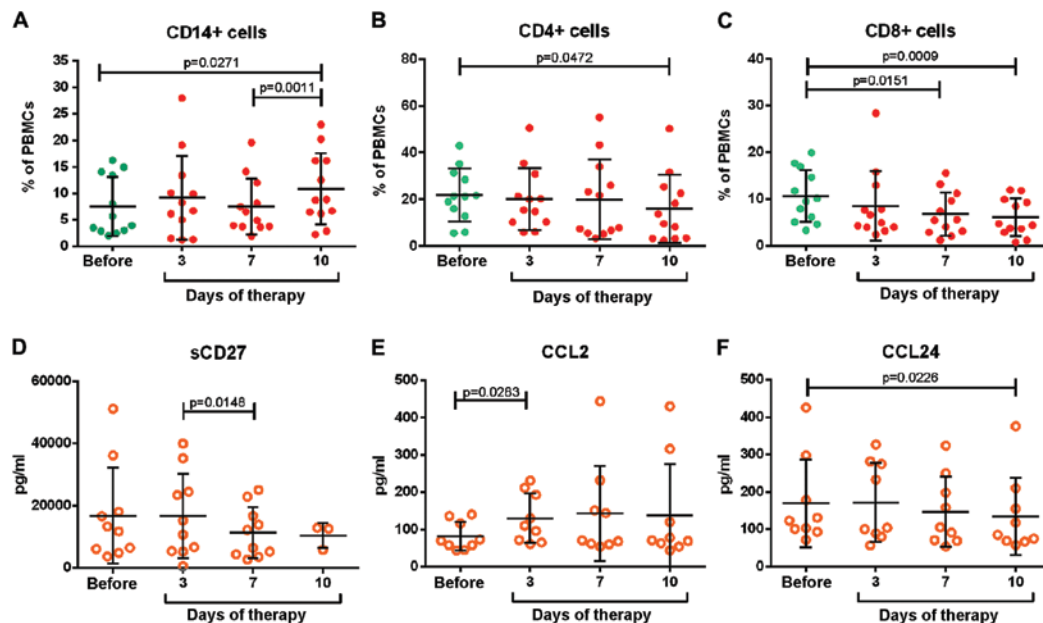 A
CD14+ cells
% of PBMCs
35
30
25
20
15
10
5
0
p=0.0271
p=0.0011
Before
3
7
10
Days of therapy
B
CD4+ cells
% of PBMCs
80
60
40
20
0
p=0.0472
Before
3
7
10
Days of therapy
C
CD8+ cells
% of PBMCs
40
30
20
10
0
p=0.0009
p=0.0151
Before
3
7
10
Days of therapy
D
sCD27
pg/ml
60000
40000
20000
0
p=0.0148
Before
3
7
10
Days of therapy
E
CCL2
pg/ml
500
400
300
200
100
0
p=0.0283
Before
3
7
10
Days of therapy
F
CCL24
pg/ml
500
400
300
200
100
0
p=0.0226
Before
3
7
10
Days of therapy